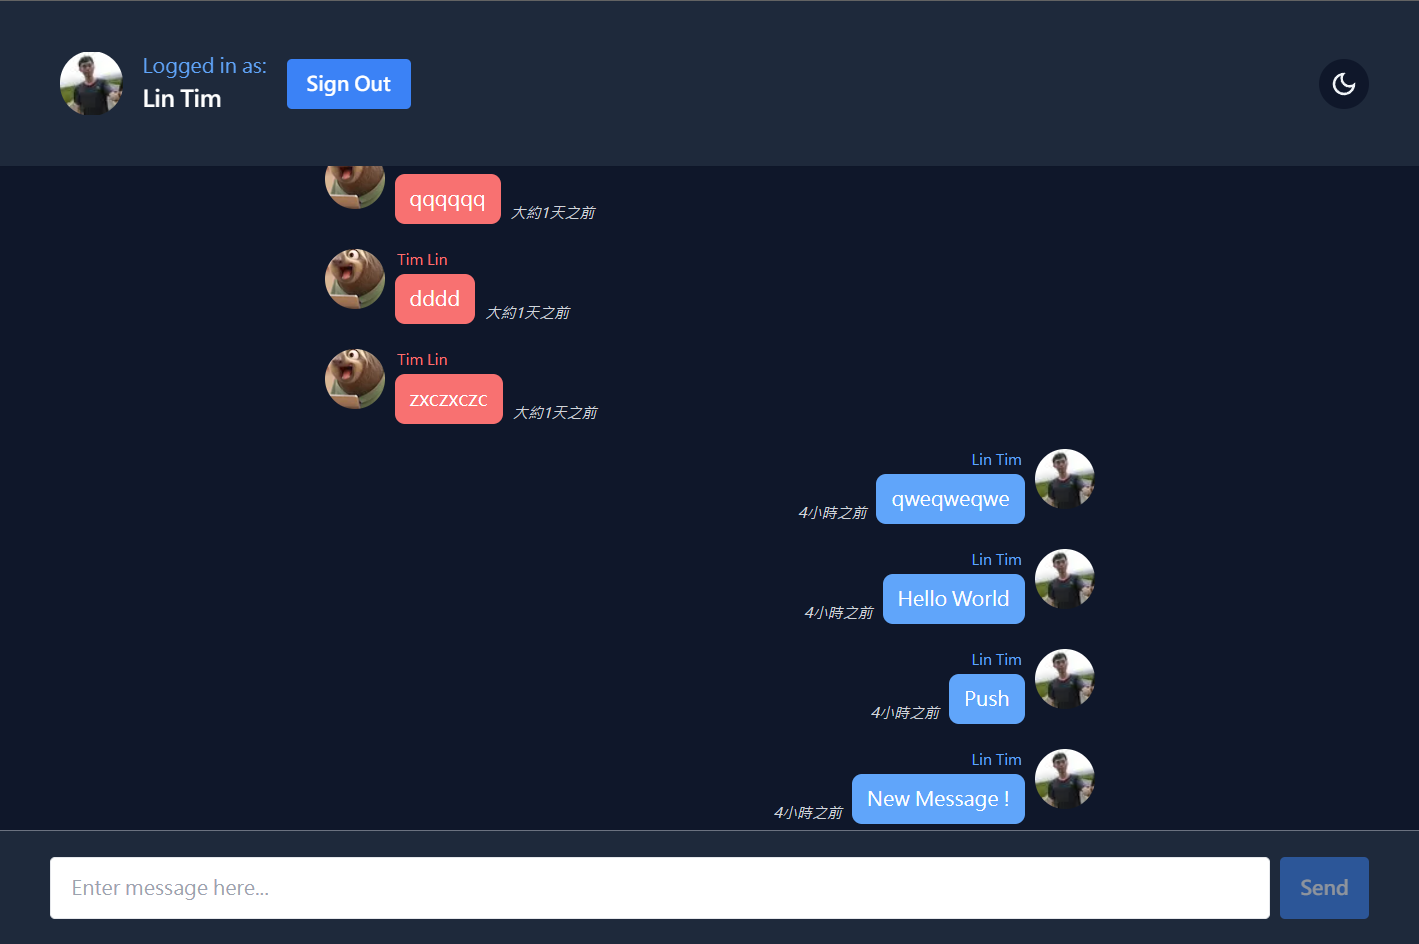 Logged in as:
Lin Tim
Sign Out
qqqqqq
大約1天之前
Tim Lin
dddd
大約1天之前
Tim Lin
zxczxczc
大約1天之前
Lin Tim
4小時之前
qweqweqwe
Lin Tim
4小時之前
Hello World
Lin Tim
4小時之前
Push
Lin Tim
4小時之前
New Message !
Enter message here...
Send